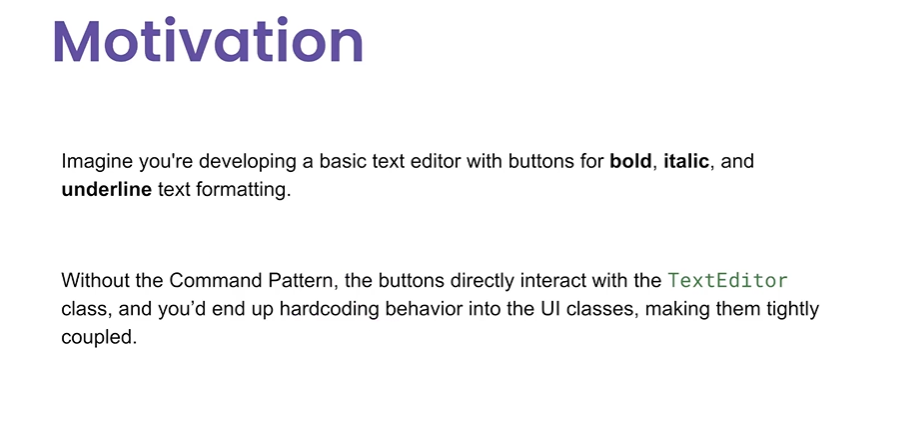 Motivation
Imagine you're developing a basic text editor with buttons for bold, italic, and
underline text formatting.
Without the Command Pattern, the buttons directly interact with the TextEditor
class, and you’d end up hardcoding behavior into the UI classes, making them tightly
coupled.